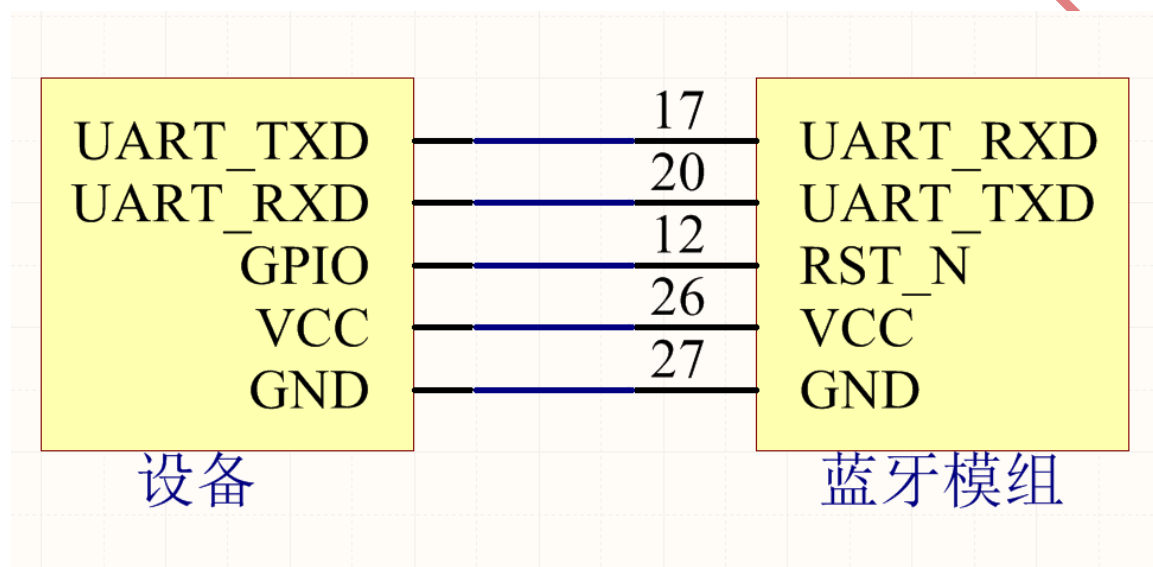 UART_TXD 17 UART_RXD
UART_RXD 20 UART_TXD
GPIO 12 RST_N
VCC 26 VCC
GND 27 GND
设备 蓝牙模组